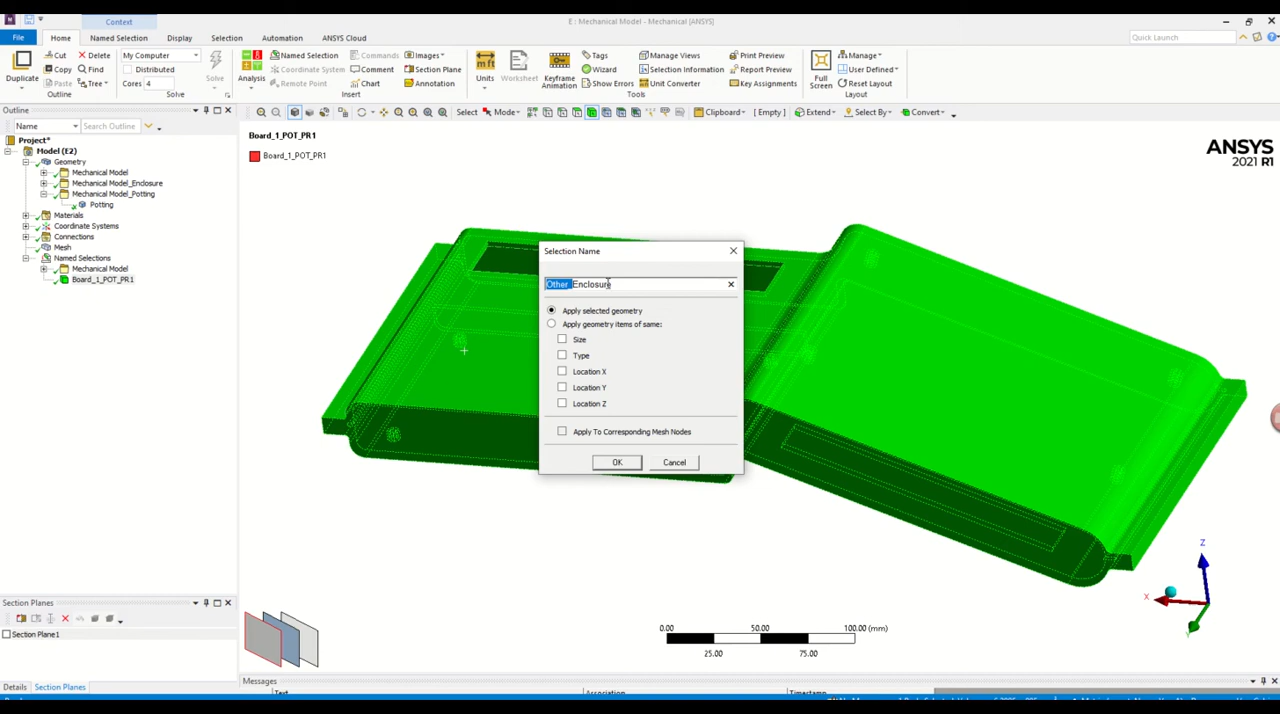 Context
E : Mechanical Model - Mechanical [ANSYS]
File Home Named Selection Display Selection Automation ANSYS Cloud Quick Launch
Duplicate Cut Copy Paste Delete Find Tree Outline
My Computer Distributed Cores 4 Solve Solve
Analysis Named Selection Coordinate System Remote Point Commands Comment Chart Images Section Plane Annotation Insert
Units Worksheet Keyframe Animation Tags Wizard Show Errors Manage Views Selection Information Unit Converter Print Preview Report Preview Key Assignments Tools
Full Screen Manage User Defined Reset Layout Layout
Outline
Name Search Outline
Select Mode Clipboard [ Empty ] Extend Select By Convert
Project*
Model (E2)
Geometry
Mechanical Model
Mechanical Model_Enclosure
Mechanical Model_Potting
Potting
Materials
Coordinate Systems
Connections
Mesh
Named Selections
Mechanical Model
Board_1_POT_PR1
Board_1_POT_PR1
Board_1_POT_PR1
ANSYS
2021 R1
Selection Name
Other_Enclosure
Apply selected geometry
Apply geometry items of same:
Size
Type
Location X
Location Y
Location Z
Apply To Corresponding Mesh Nodes
OK Cancel
Z
X
Y
0.00 50.00 100.00 (mm)
25.00 75.00
Section Planes
Section Plane1
Details Section Planes
Messages
Text Association Timestamp